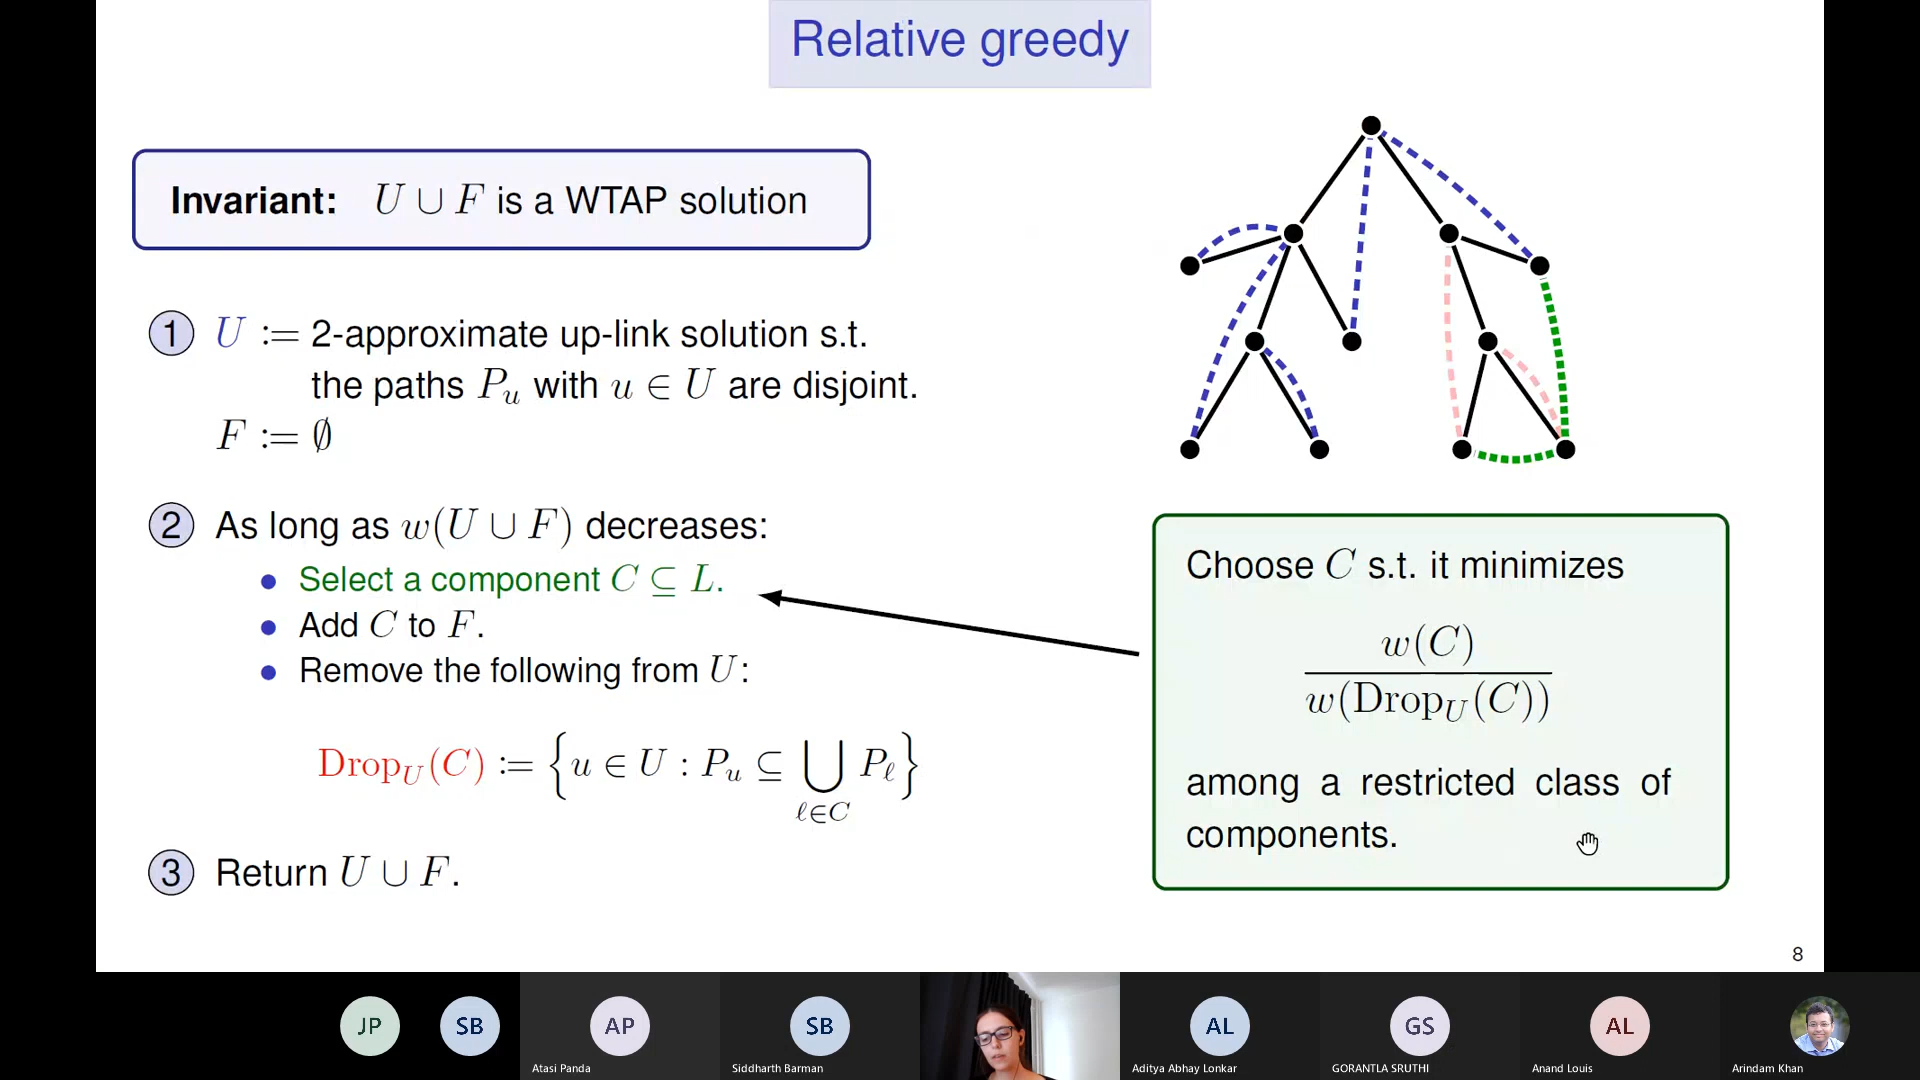 Relative greedy
Invariant: U ∪ F is a WTAP solution
1 U := 2-approximate up-link solution s.t.
the paths P_u with u ∈ U are disjoint.
F := ∅
2 As long as w(U ∪ F) decreases:
• Select a component C ⊆ L.
• Add C to F.
• Remove the following from U:
Drop_U(C) := {u ∈ U : P_u ⊆ ⋃_{ℓ∈C} P_ℓ}
3 Return U ∪ F.
Choose C s.t. it minimizes
w(C)
w(Drop_U(C))
among a restricted class of
components.
8
JP
SB
AP
SB
AL
GS
AL
Atasi Panda
Siddharth Barman
Aditya Abhay Lonkar
GORANTLA SRUTHI
Anand Louis
Arindam Khan